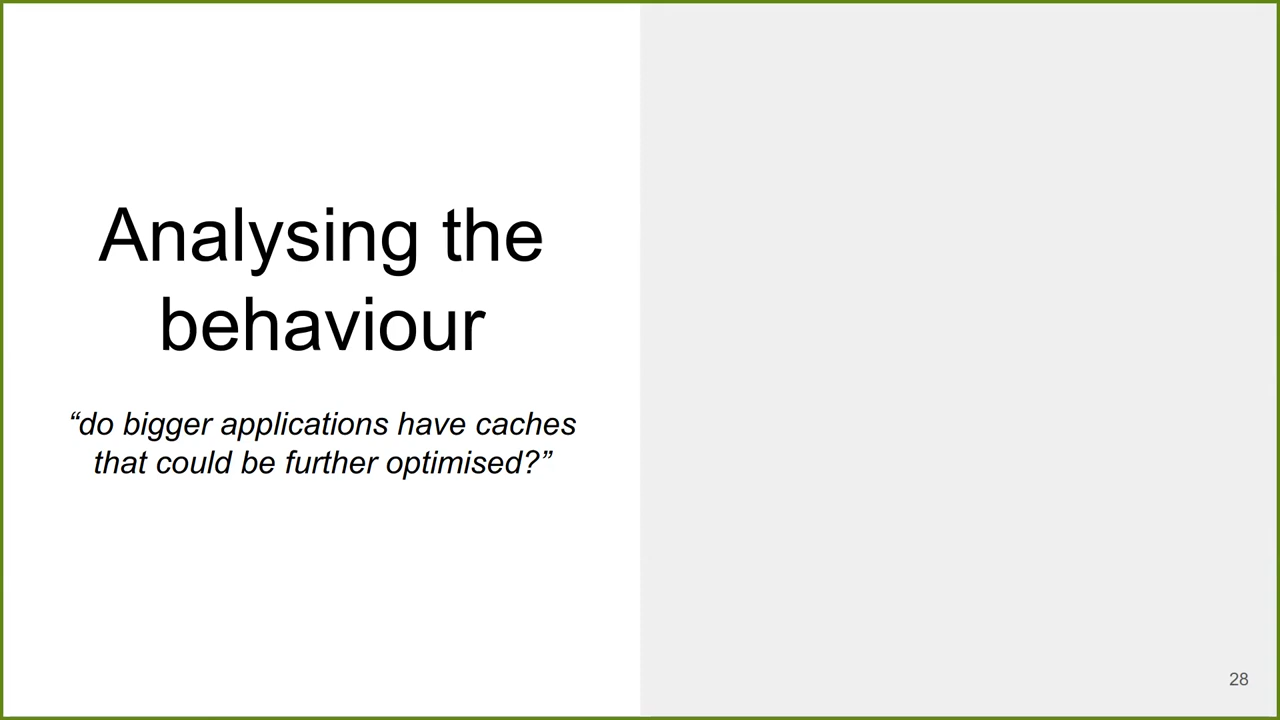 Analysing the
behaviour
“do bigger applications have caches
that could be further optimised?”
28